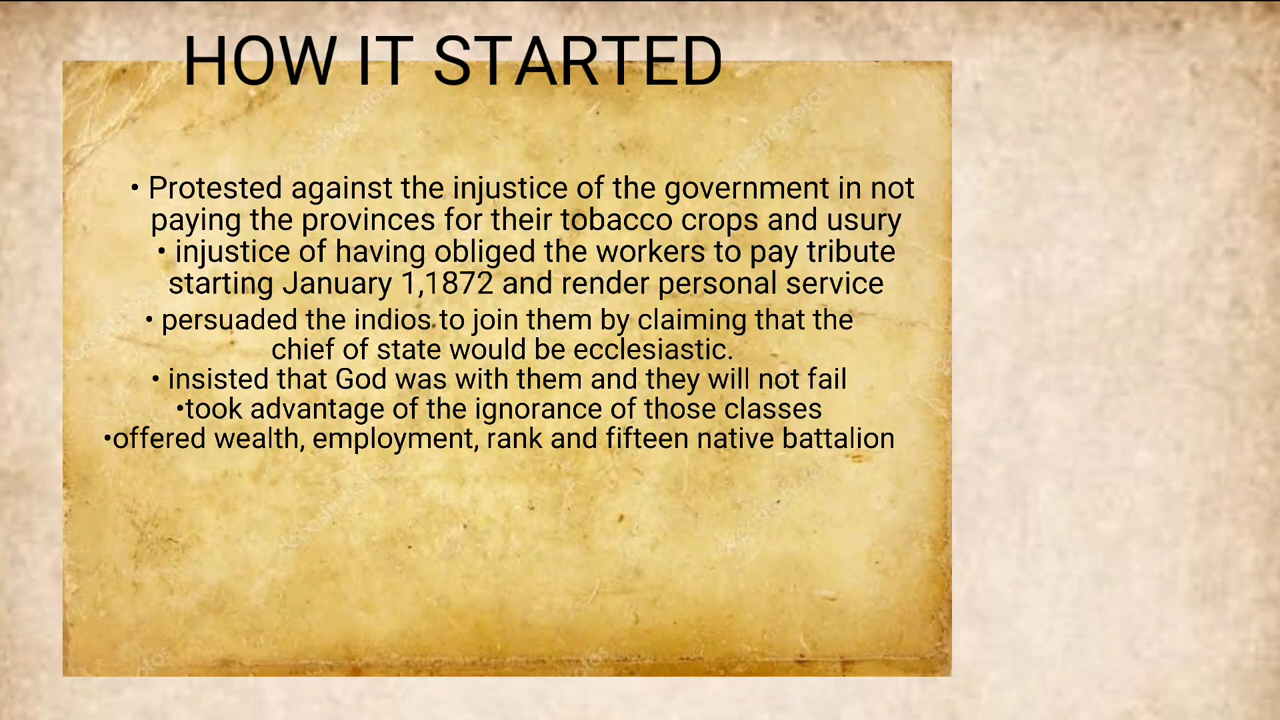 HOW IT STARTED
• Protested against the injustice of the government in not
paying the provinces for their tobacco crops and usury
• injustice of having obliged the workers to pay tribute
starting January 1,1872 and render personal service
• persuaded the indios to join them by claiming that the
chief of state would be ecclesiastic.
• insisted that God was with them and they will not fail
•took advantage of the ignorance of those classes
•offered wealth, employment, rank and fifteen native battalion